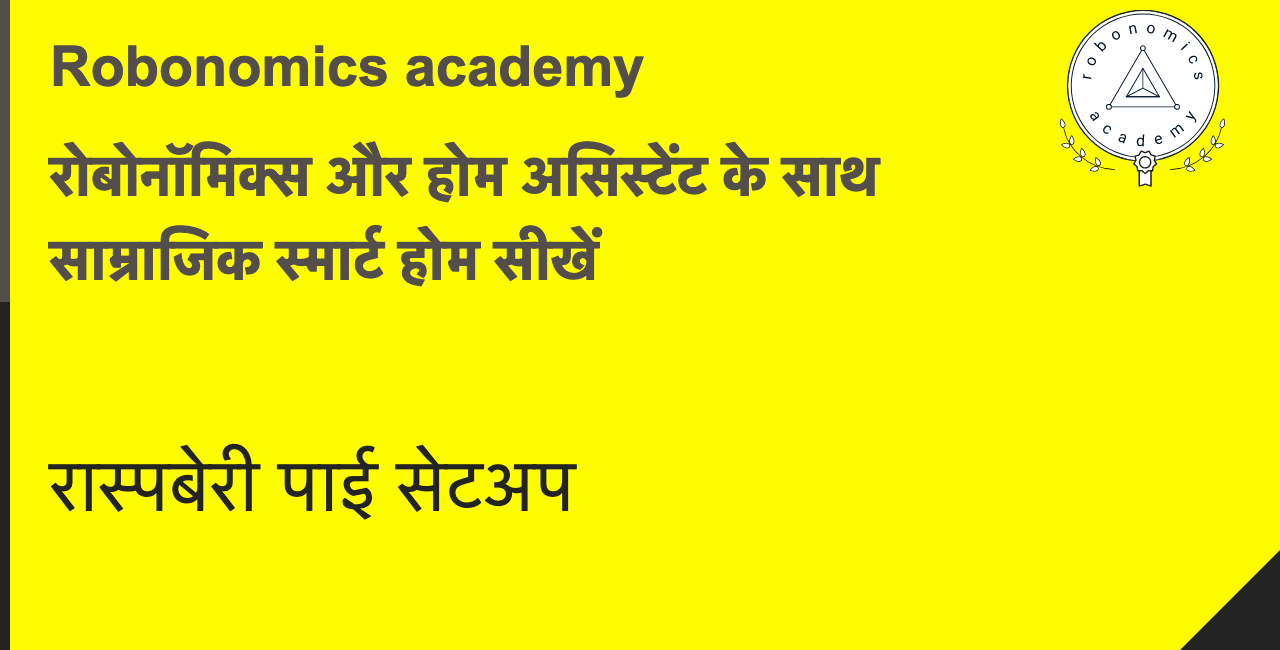 Robonomics academy
robonomics
academy
रोबोनॉमिक्स और होम असिस्टेंट के साथ
साम्राजिक स्मार्ट होम सीखें
रास्पबेरी पाई सेटअप